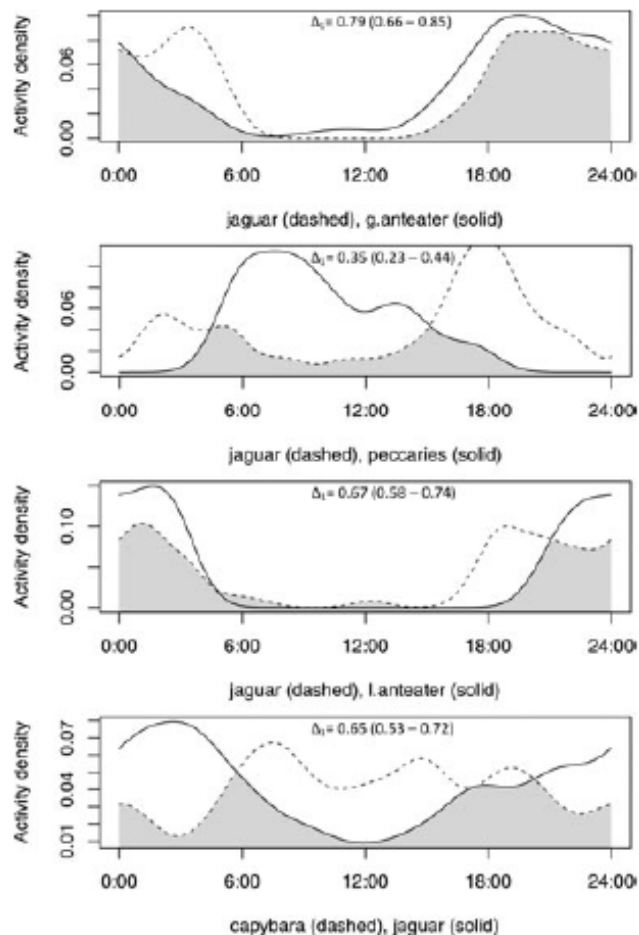 Δ₁= 0.79 (0.66 – 0.85)
Activity density
0.06
0.00
0:00 6:00 12:00 18:00 24:00
jaguar (dashed), g.anteater (solid)
Δ₁= 0.35 (0.23 – 0.44)
Activity density
0.06
0.00
0:00 6:00 12:00 18:00 24:00
jaguar (dashed), peccaries (solid)
Δ₁= 0.67 (0.58 – 0.74)
Activity density
0.10
0.00
0:00 6:00 12:00 18:00 24:00
jaguar (dashed), l.anteater (solid)
Δ₁= 0.65 (0.53 – 0.72)
Activity density
0.07
0.04
0.01
0:00 6:00 12:00 18:00 24:00
capybara (dashed), jaguar (solid)